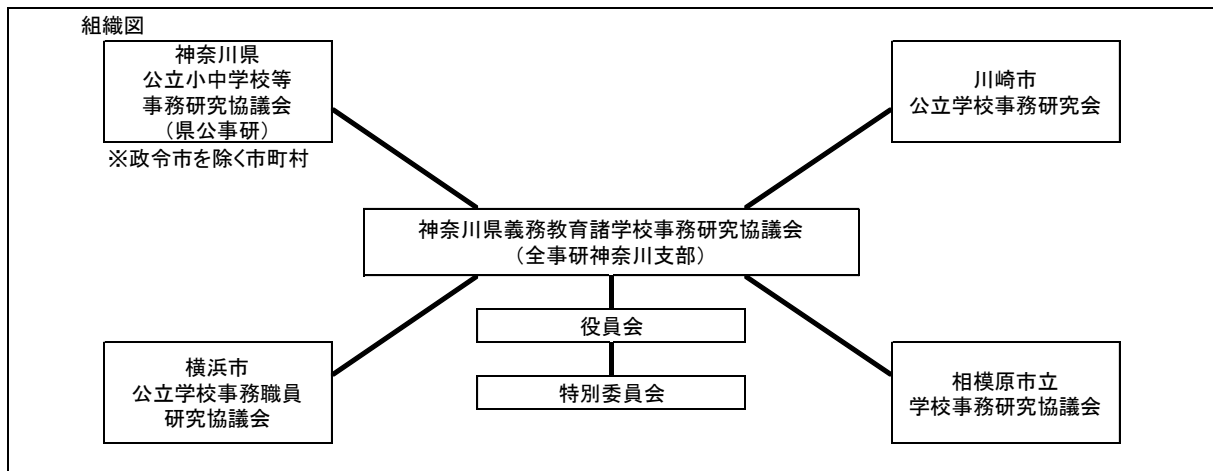 組織図
神奈川県
公立小中学校等
事務研究協議会
（県公事研）
※政令市を除く市町村
川崎市
公立学校事務研究会
神奈川県義務教育諸学校事務研究協議会
（全事研神奈川支部）
役員会
特別委員会
横浜市
公立学校事務職員
研究協議会
相模原市立
学校事務研究協議会